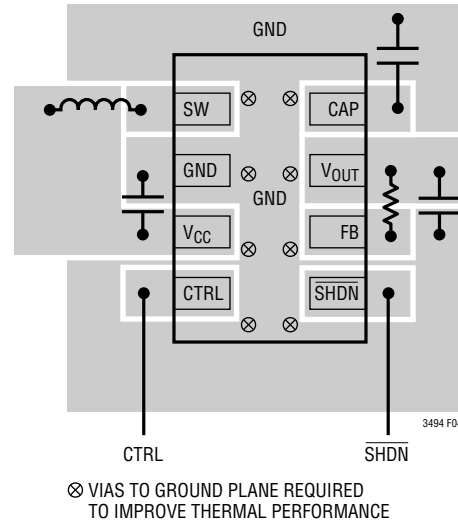 GND
SW
CAP
GND
VOUT
GND
VCC
FB
CTRL
SHDN
3494 F0
CTRL
SHDN
⊗ VIAS TO GROUND PLANE REQUIRED
TO IMPROVE THERMAL PERFORMANCE